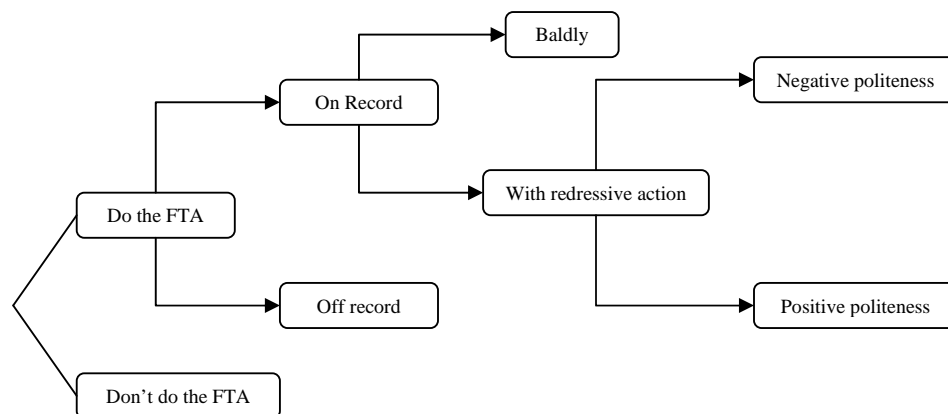 Baldly
Negative politeness
On Record
With redressive action
Do the FTA
Off record
Positive politeness
Don’t do the FTA